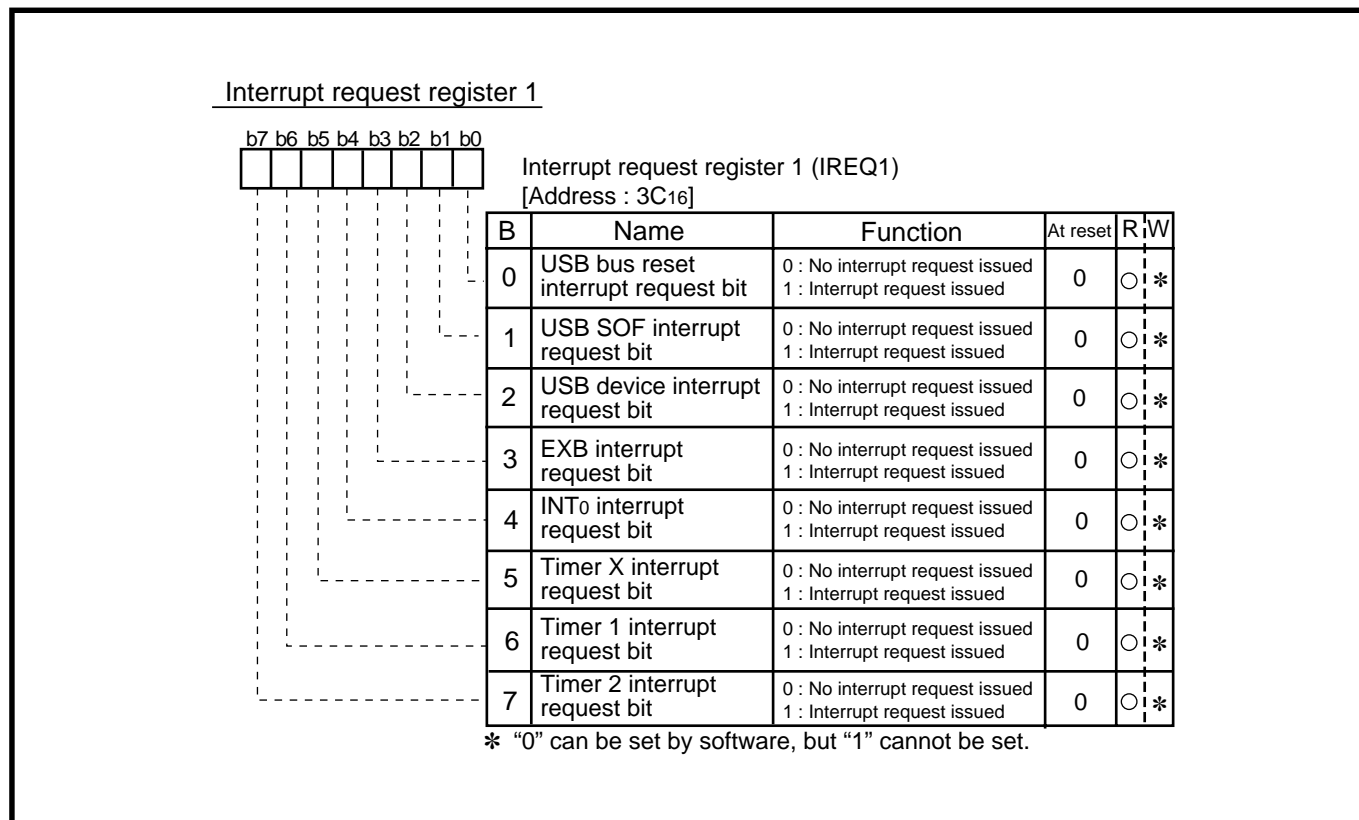 Interrupt request register 1
b7 b6 b5 b4 b3 b2 b1 b0
Interrupt request register 1 (IREQ1)
[Address : 3C16]
B Name Function At reset R W
0 USB bus reset interrupt request bit 0 : No interrupt request issued 1 : Interrupt request issued 0 ○ ✻
1 USB SOF interrupt request bit 0 : No interrupt request issued 1 : Interrupt request issued 0 ○ ✻
2 USB device interrupt request bit 0 : No interrupt request issued 1 : Interrupt request issued 0 ○ ✻
3 EXB interrupt request bit 0 : No interrupt request issued 1 : Interrupt request issued 0 ○ ✻
4 INT0 interrupt request bit 0 : No interrupt request issued 1 : Interrupt request issued 0 ○ ✻
5 Timer X interrupt request bit 0 : No interrupt request issued 1 : Interrupt request issued 0 ○ ✻
6 Timer 1 interrupt request bit 0 : No interrupt request issued 1 : Interrupt request issued 0 ○ ✻
7 Timer 2 interrupt request bit 0 : No interrupt request issued 1 : Interrupt request issued 0 ○ ✻
✻ “0” can be set by software, but “1” cannot be set.